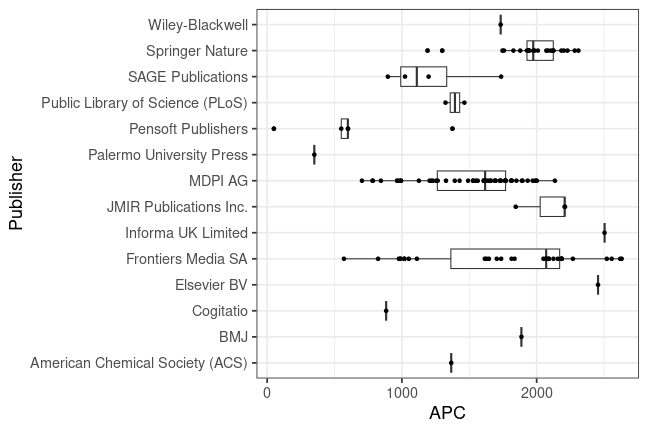 Wiley-Blackwell
Springer Nature
SAGE Publications
Public Library of Science (PLoS)
Pensoft Publishers
Palermo University Press
MDPI AG
JMIR Publications Inc.
Informa UK Limited
Frontiers Media SA
Elsevier BV
Cogitatio
BMJ
American Chemical Society (ACS)
Publisher
0 1000 2000
APC